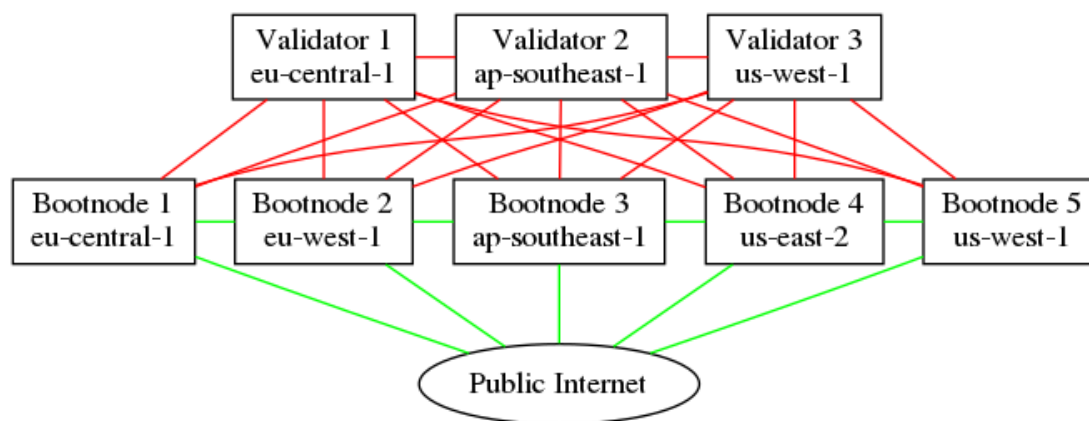 Validator 1
eu-central-1
Validator 2
ap-southeast-1
Validator 3
us-west-1
Bootnode 1
eu-central-1
Bootnode 2
eu-west-1
Bootnode 3
ap-southeast-1
Bootnode 4
us-east-2
Bootnode 5
us-west-1
Public Internet